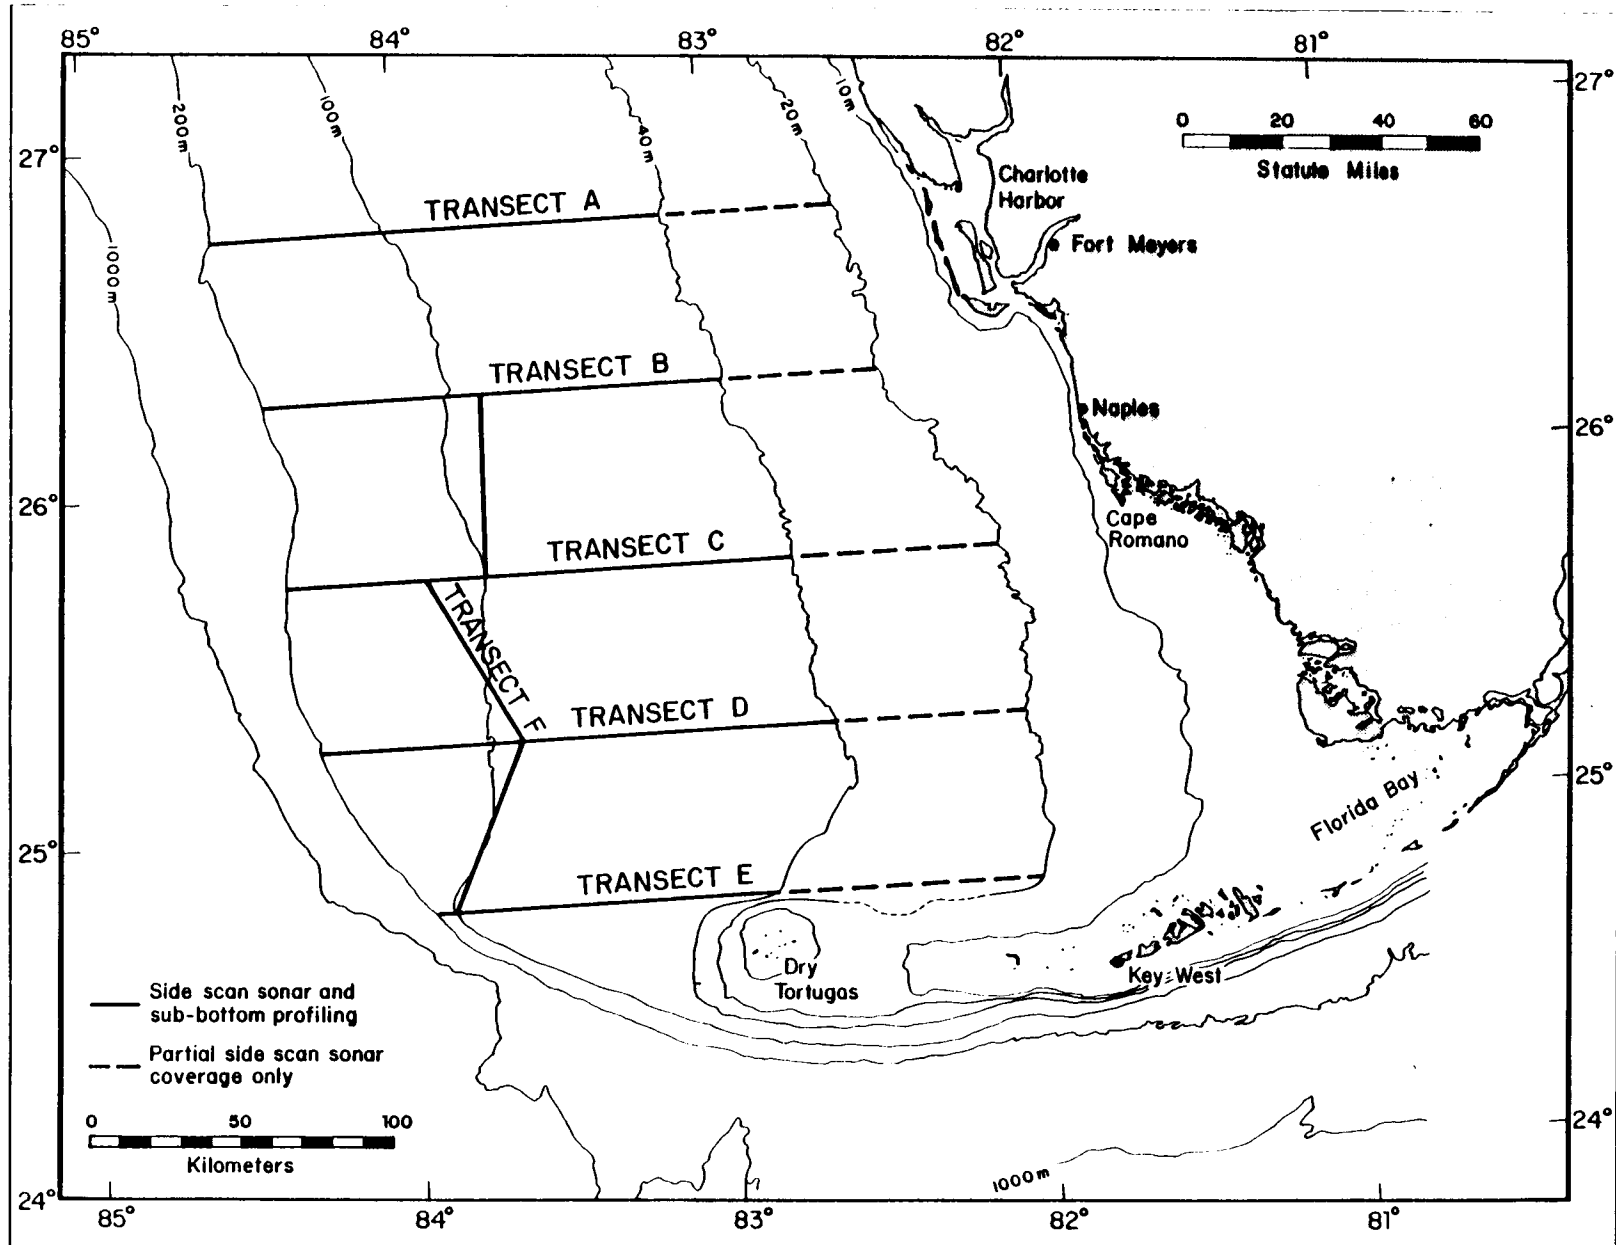 85° 84° 83° 82° 81°
27°
27°
26°
26°
25°
25°
24°
24°
200m
100m
40m
20m
10m
1000m
0 20 40 60
Statute Miles
Charlotte
Harbor
Fort Meyers
TRANSECT A
TRANSECT B
Naples
TRANSECT C
Cape
Romano
TRANSECT F
TRANSECT D
Florida Bay
TRANSECT E
Dry
Tortugas
Key West
Side scan sonar and
sub-bottom profiling
Partial side scan sonar
coverage only
0 50 100
Kilometers
1000m
85° 84° 83° 82° 81°